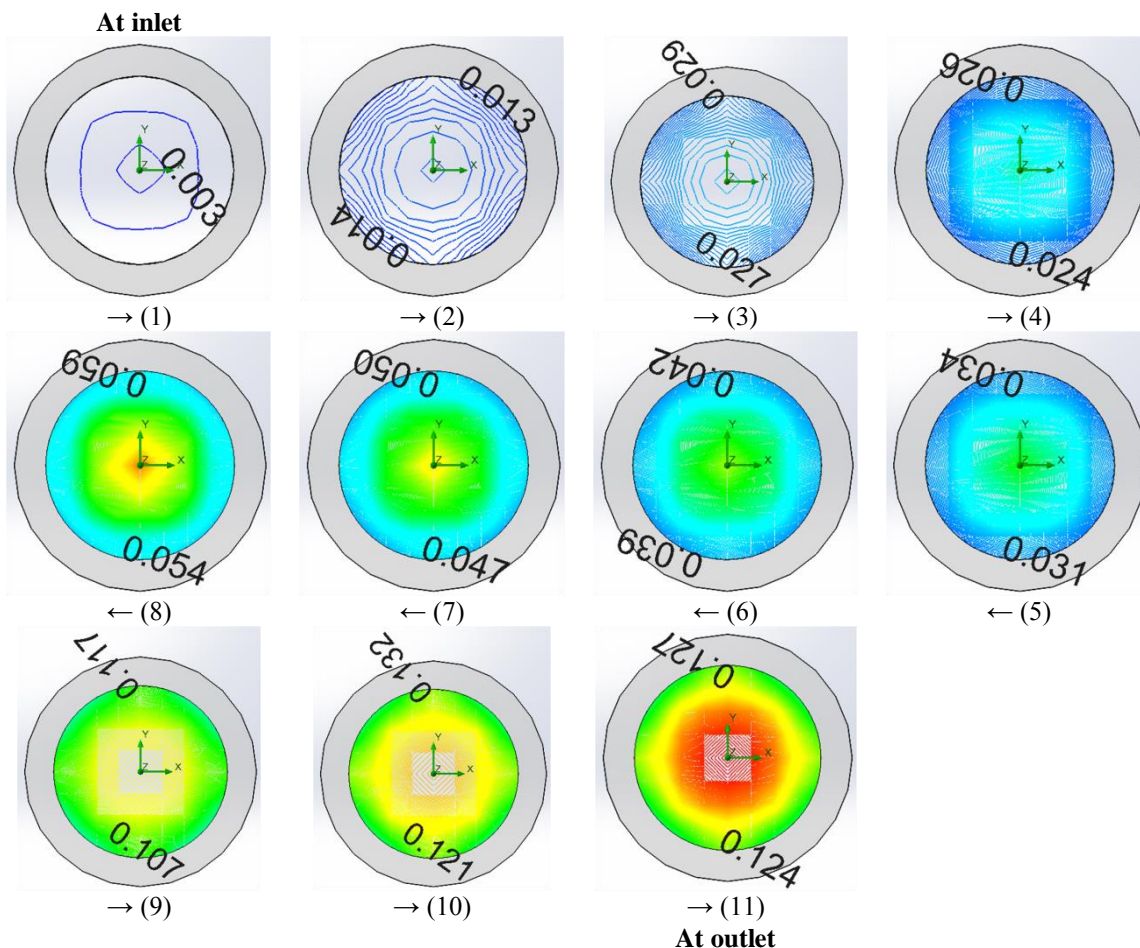 At inlet
0.003
Y
X
Z
→ (1)
0.013
0.014
Y
X
Z
→ (2)
0.029
0.027
Y
X
Z
→ (3)
0.026
0.024
Y
X
Z
→ (4)
0.059
0.054
Y
X
Z
← (8)
0.050
0.047
Y
X
Z
← (7)
0.042
0.039
Y
X
Z
← (6)
0.034
0.031
Y
X
Z
← (5)
0.117
0.107
Y
X
Z
→ (9)
0.132
0.121
Y
X
Z
→ (10)
0.127
0.124
Y
X
Z
→ (11)
At outlet